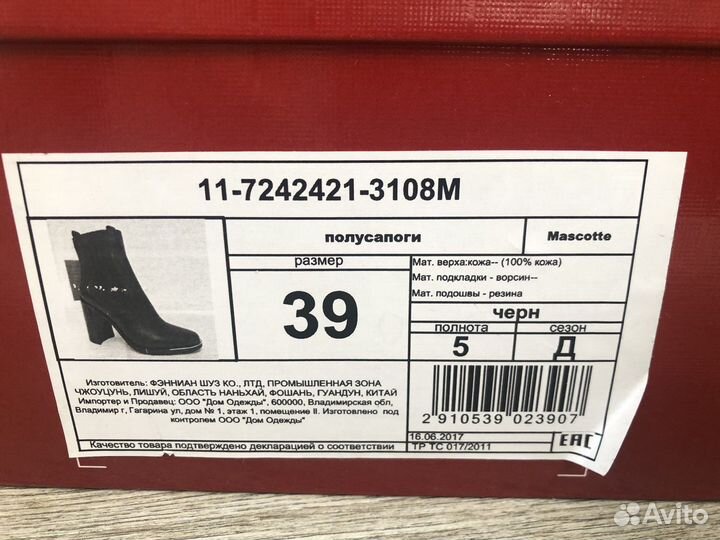 11-7242421-3108М
полусапоги
Mascotte
размер
39
Мат. верха:кожа-- (100% кожа)
Мат. подкладки - ворсин--
Мат. подошвы - резина
черн
полнота
сезон
5
Д
Изготовитель: ФЭННИАН ШУЗ КО., ЛТД, ПРОМЫШЛЕННАЯ ЗОНА
ЧЖОУЦУНЬ, ЛИШУЙ, ОБЛАСТЬ НАНЬХАЙ, ФОШАНЬ, ГУАНДУН, КИТАЙ
Импортер и Продавец: ООО "Дом Одежды", 600000, Владимирская обл,
Владимир г, Гагарина ул, дом № 1, этаж 1, помещение II. Изготовлено под
контролем ООО "Дом Одежды"
2 910539 023907
Качество товара подтверждено декларацией о соответствии
16.06.2017
ТР ТС 017/2011
EAC
Avito